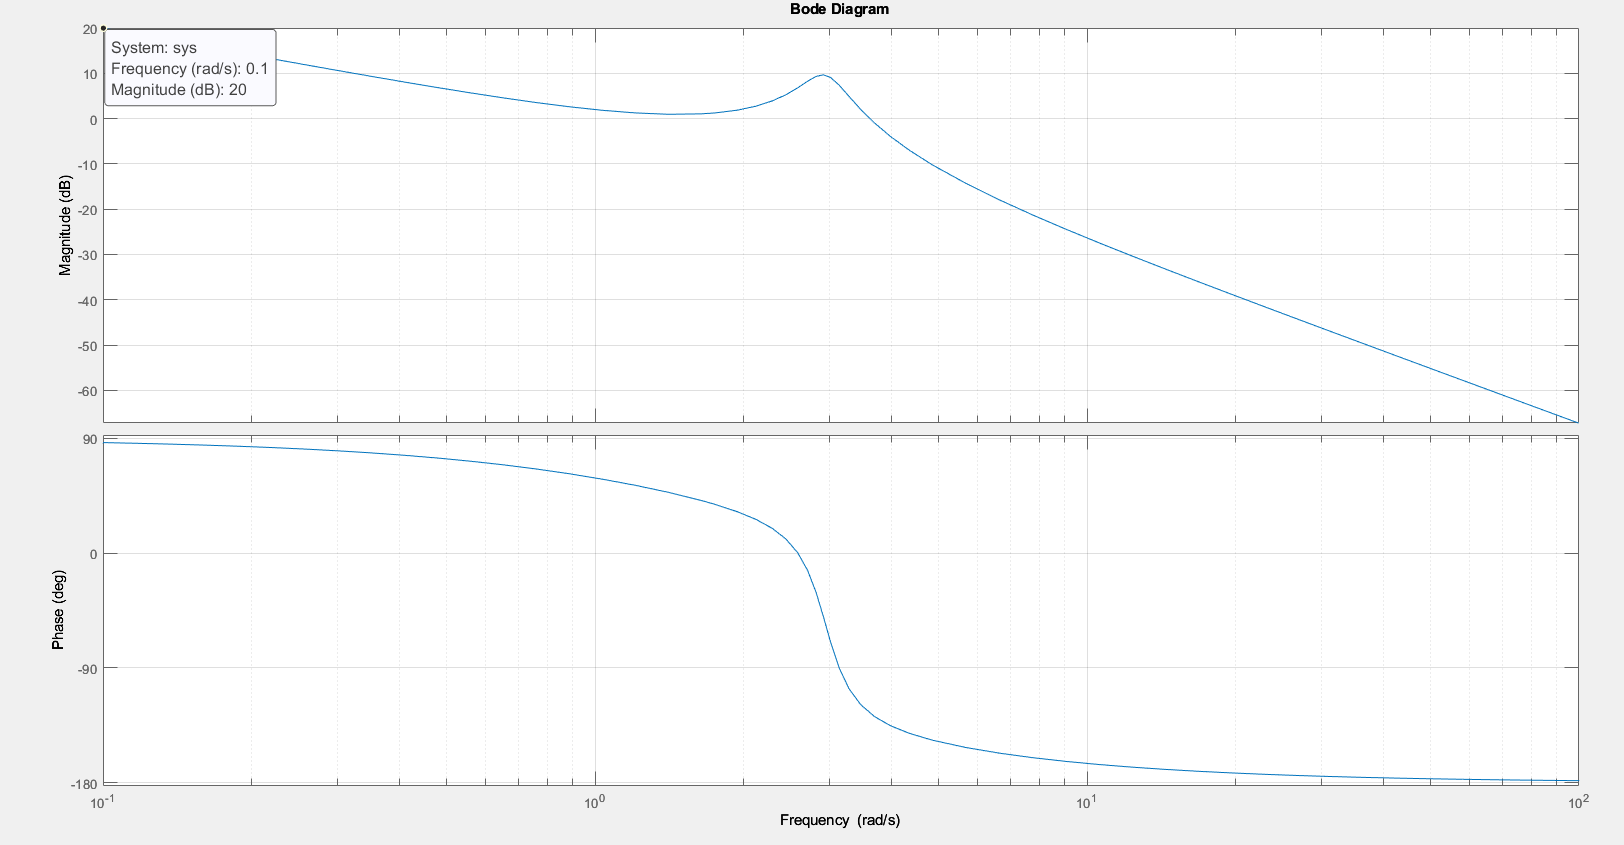 Bode Diagram
20
10
0
-10
-20
-30
-40
-50
-60
Magnitude (dB)
System: sys
Frequency (rad/s): 0.1
Magnitude (dB): 20
90
0
-90
-180
Phase (deg)
10-1
100
101
102
Frequency (rad/s)